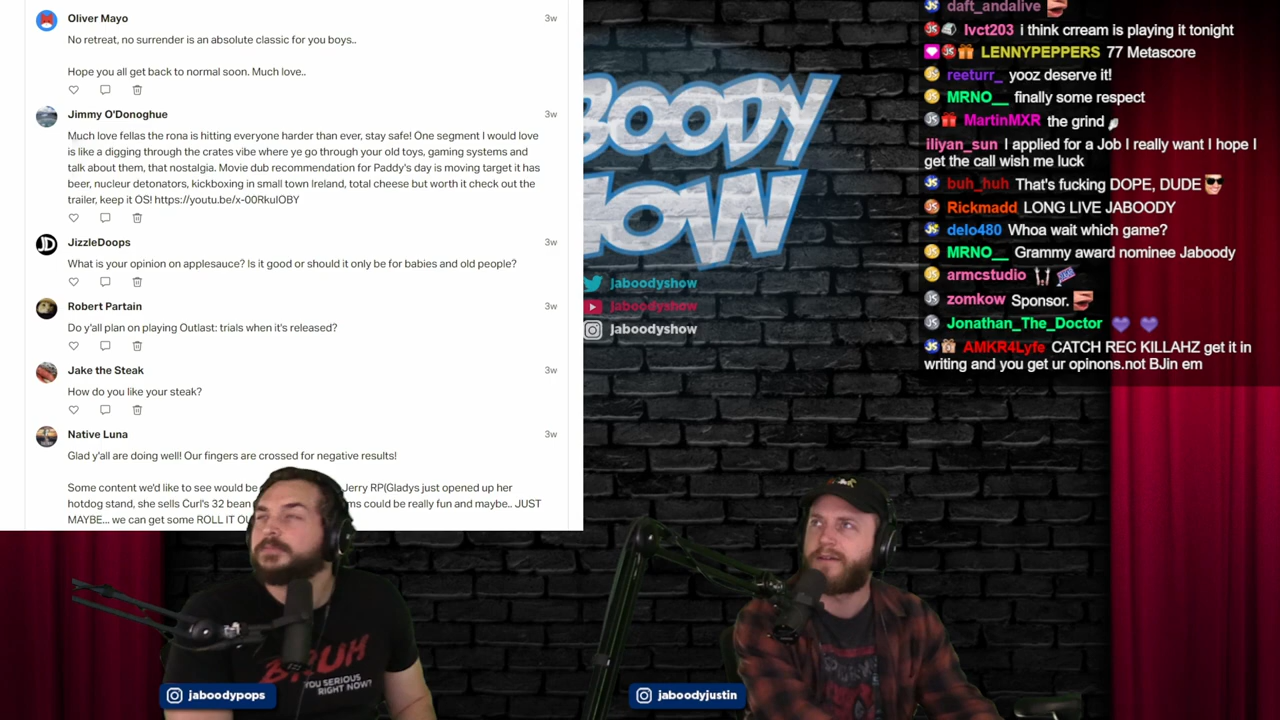 Oliver Mayo
3w
No retreat, no surrender is an absolute classic for you boys..
Hope you all get back to normal soon. Much love..
Jimmy O'Donoghue
3w
Much love fellas the rona is hitting everyone harder than ever, stay safe! One segment I would love
is like a digging through the crates vibe where ye go through your old toys, gaming systems and
talk about them, that nostalgia. Movie dub recommendation for Paddy's day is moving target it has
beer, nucleur detonators, kickboxing in small town Ireland, total cheese but worth it check out the
trailer, keep it OS! https://youtu.be/x-00RkuIOBY
JizzleDoops
3w
What is your opinion on applesauce? Is it good or should it only be for babies and old people?
Robert Partain
3w
Do y'all plan on playing Outlast: trials when it's released?
Jake the Steak
3w
How do you like your steak?
Native Luna
3w
Glad y'all are doing well! Our fingers are crossed for negative results!
Some content we'd like to see would be Jerry RP(Gladys just opened up her
hotdog stand, she sells Curl's 32 bean ms could be really fun and maybe.. JUST
MAYBE... we can get some ROLL IT OU
BOODY
HOW
jaboodyshow
jaboodyshow
Jaboodyshow
daft_andalive
lvct203 i think crream is playing it tonight
LENNYPEPPERS 77 Metascore
reeturr_ yooz deserve it!
MRNO__ finally some respect
MartinMXR the grind
iliyan_sun I applied for a Job I really want I hope I
get the call wish me luck
buh_huh That's fucking DOPE, DUDE
Rickmadd LONG LIVE JABOODY
delo480 Whoa wait which game?
MRNO__ Grammy award nominee Jaboody
armcstudio
zomkow Sponsor.
Jonathan_The_Doctor
AMKR4Lyfe CATCH REC KILLAHZ get it in
writing and you get ur opinons.not BJin em
BRUH
YOU SERIOUS
RIGHT NOW?
jaboodypops
jaboodyjustin